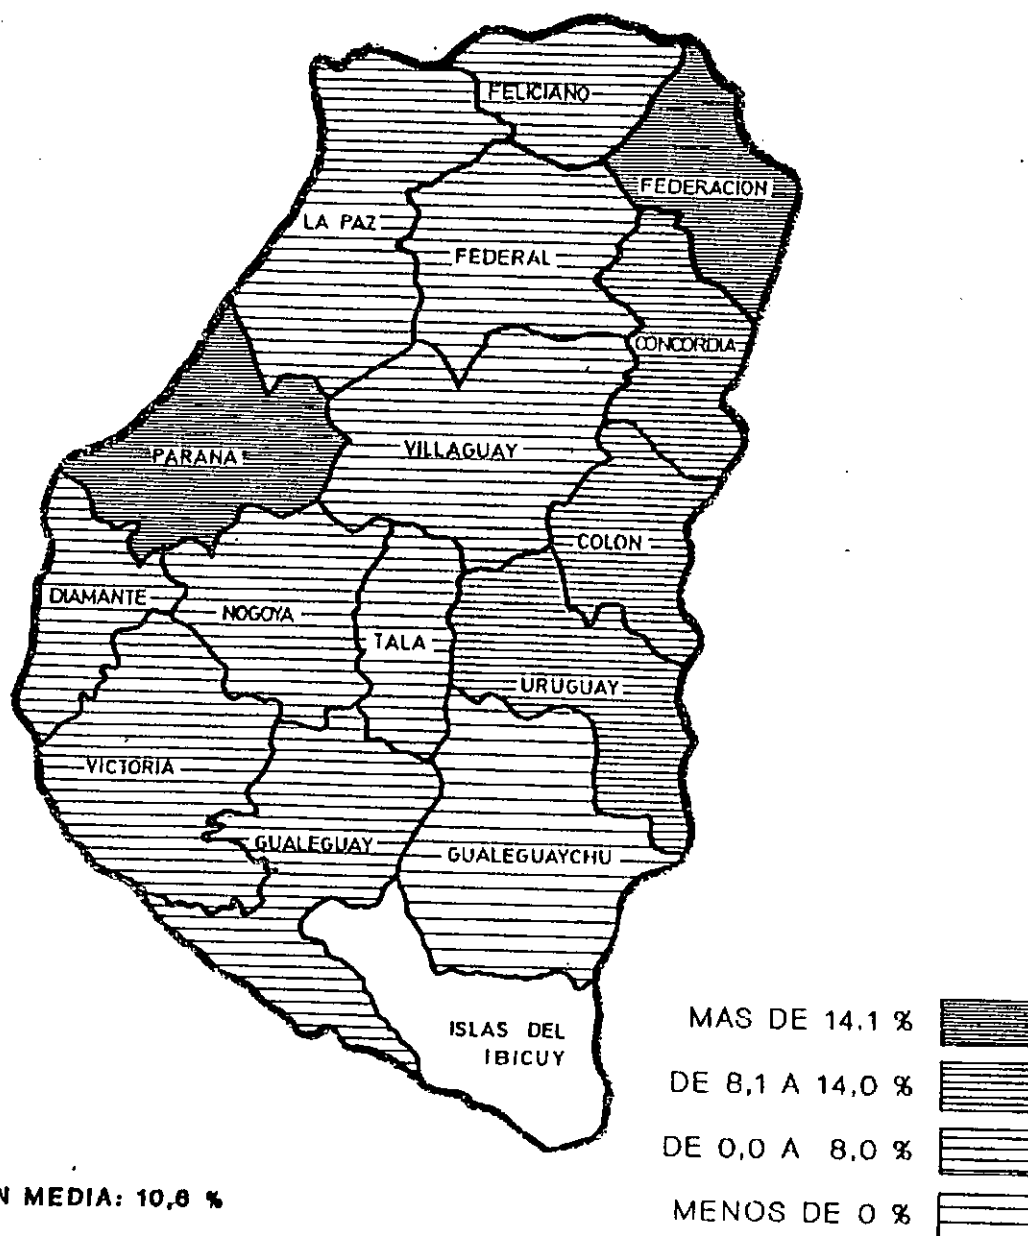 FELICIANO
FEDERACION
LA PAZ
FEDERAL
CONCORDIA
PARANA
VILLAGUAY
COLON
DIAMANTE
NOGOYA
TALA
URUGUAY
VICTORIA
GUALEGUAY
GUALEGUAYCHU
ISLAS DEL
IBICUY
MAS DE 14.1 %
DE 8,1 A 14,0 %
DE 0,0 A 8,0 %
N MEDIA: 10,6 %
MENOS DE 0 %